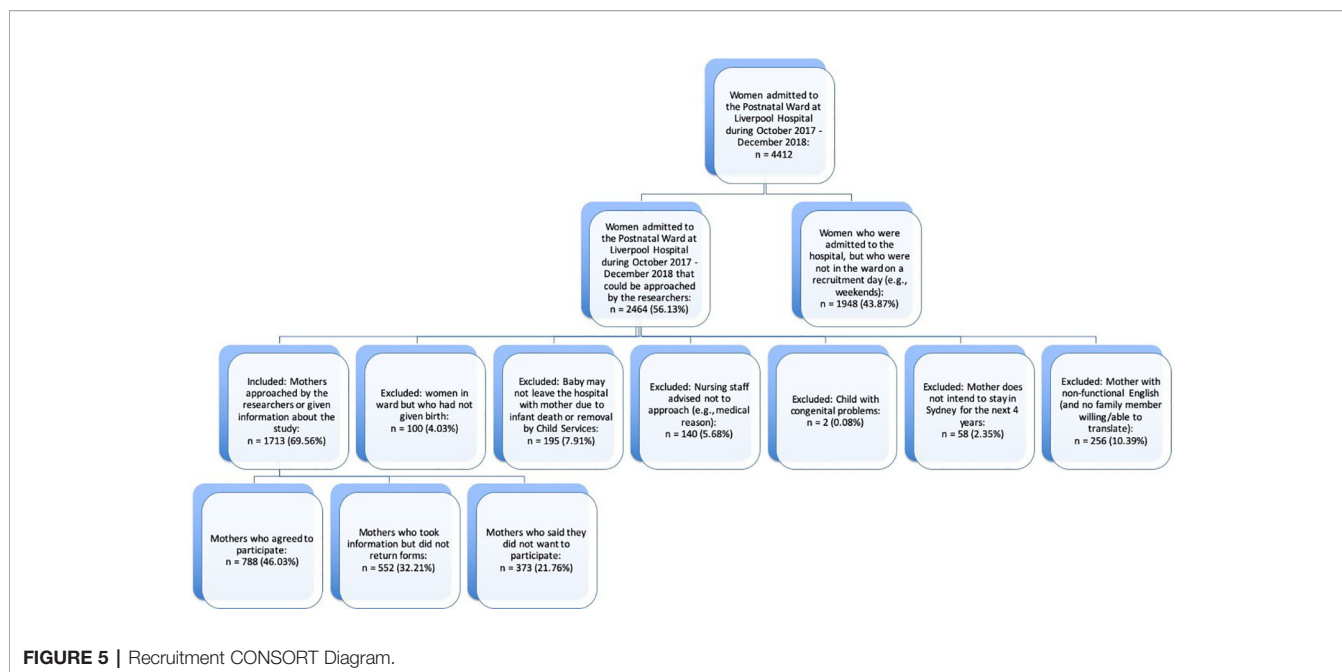 Women admitted to
the Postnatal Ward at
Liverpool Hospital
during October 2017 -
December 2018:
n = 4412
Women admitted to
the Postnatal Ward at
Liverpool Hospital
during October 2017 -
December 2018 that
could be approached
by the researchers:
n = 2464 (56.13%)
Women who were
admitted to the
hospital, but who were
not in the ward on a
recruitment day (e.g.,
weekends):
n = 1948 (43.87%)
Included: Mothers
approached by the
researchers or given
information about the
study:
n = 1713 (69.56%)
Excluded: women in
ward but who had not
given birth:
n = 100 (4.03%)
Excluded: Baby may
not leave the hospital
with mother due to
infant death or removal
by Child Services:
n = 195 (7.91%)
Excluded: Nursing staff
advised not to
approach (e.g., medical
reason):
n = 140 (5.68%)
Excluded: Child with
congenital problems:
n = 2 (0.08%)
Excluded: Mother does
not intend to stay in
Sydney for the next 4
years:
n = 58 (2.35%)
Excluded: Mother with
non-functional English
(and no family member
willing/able to
translate):
n = 256 (10.39%)
Mothers who agreed to
participate:
n = 788 (46.03%)
Mothers who took
information but did not
return forms:
n = 552 (32.21%)
Mothers who said they
did not want to
participate:
n = 373 (21.76%)
FIGURE 5 | Recruitment CONSORT Diagram.